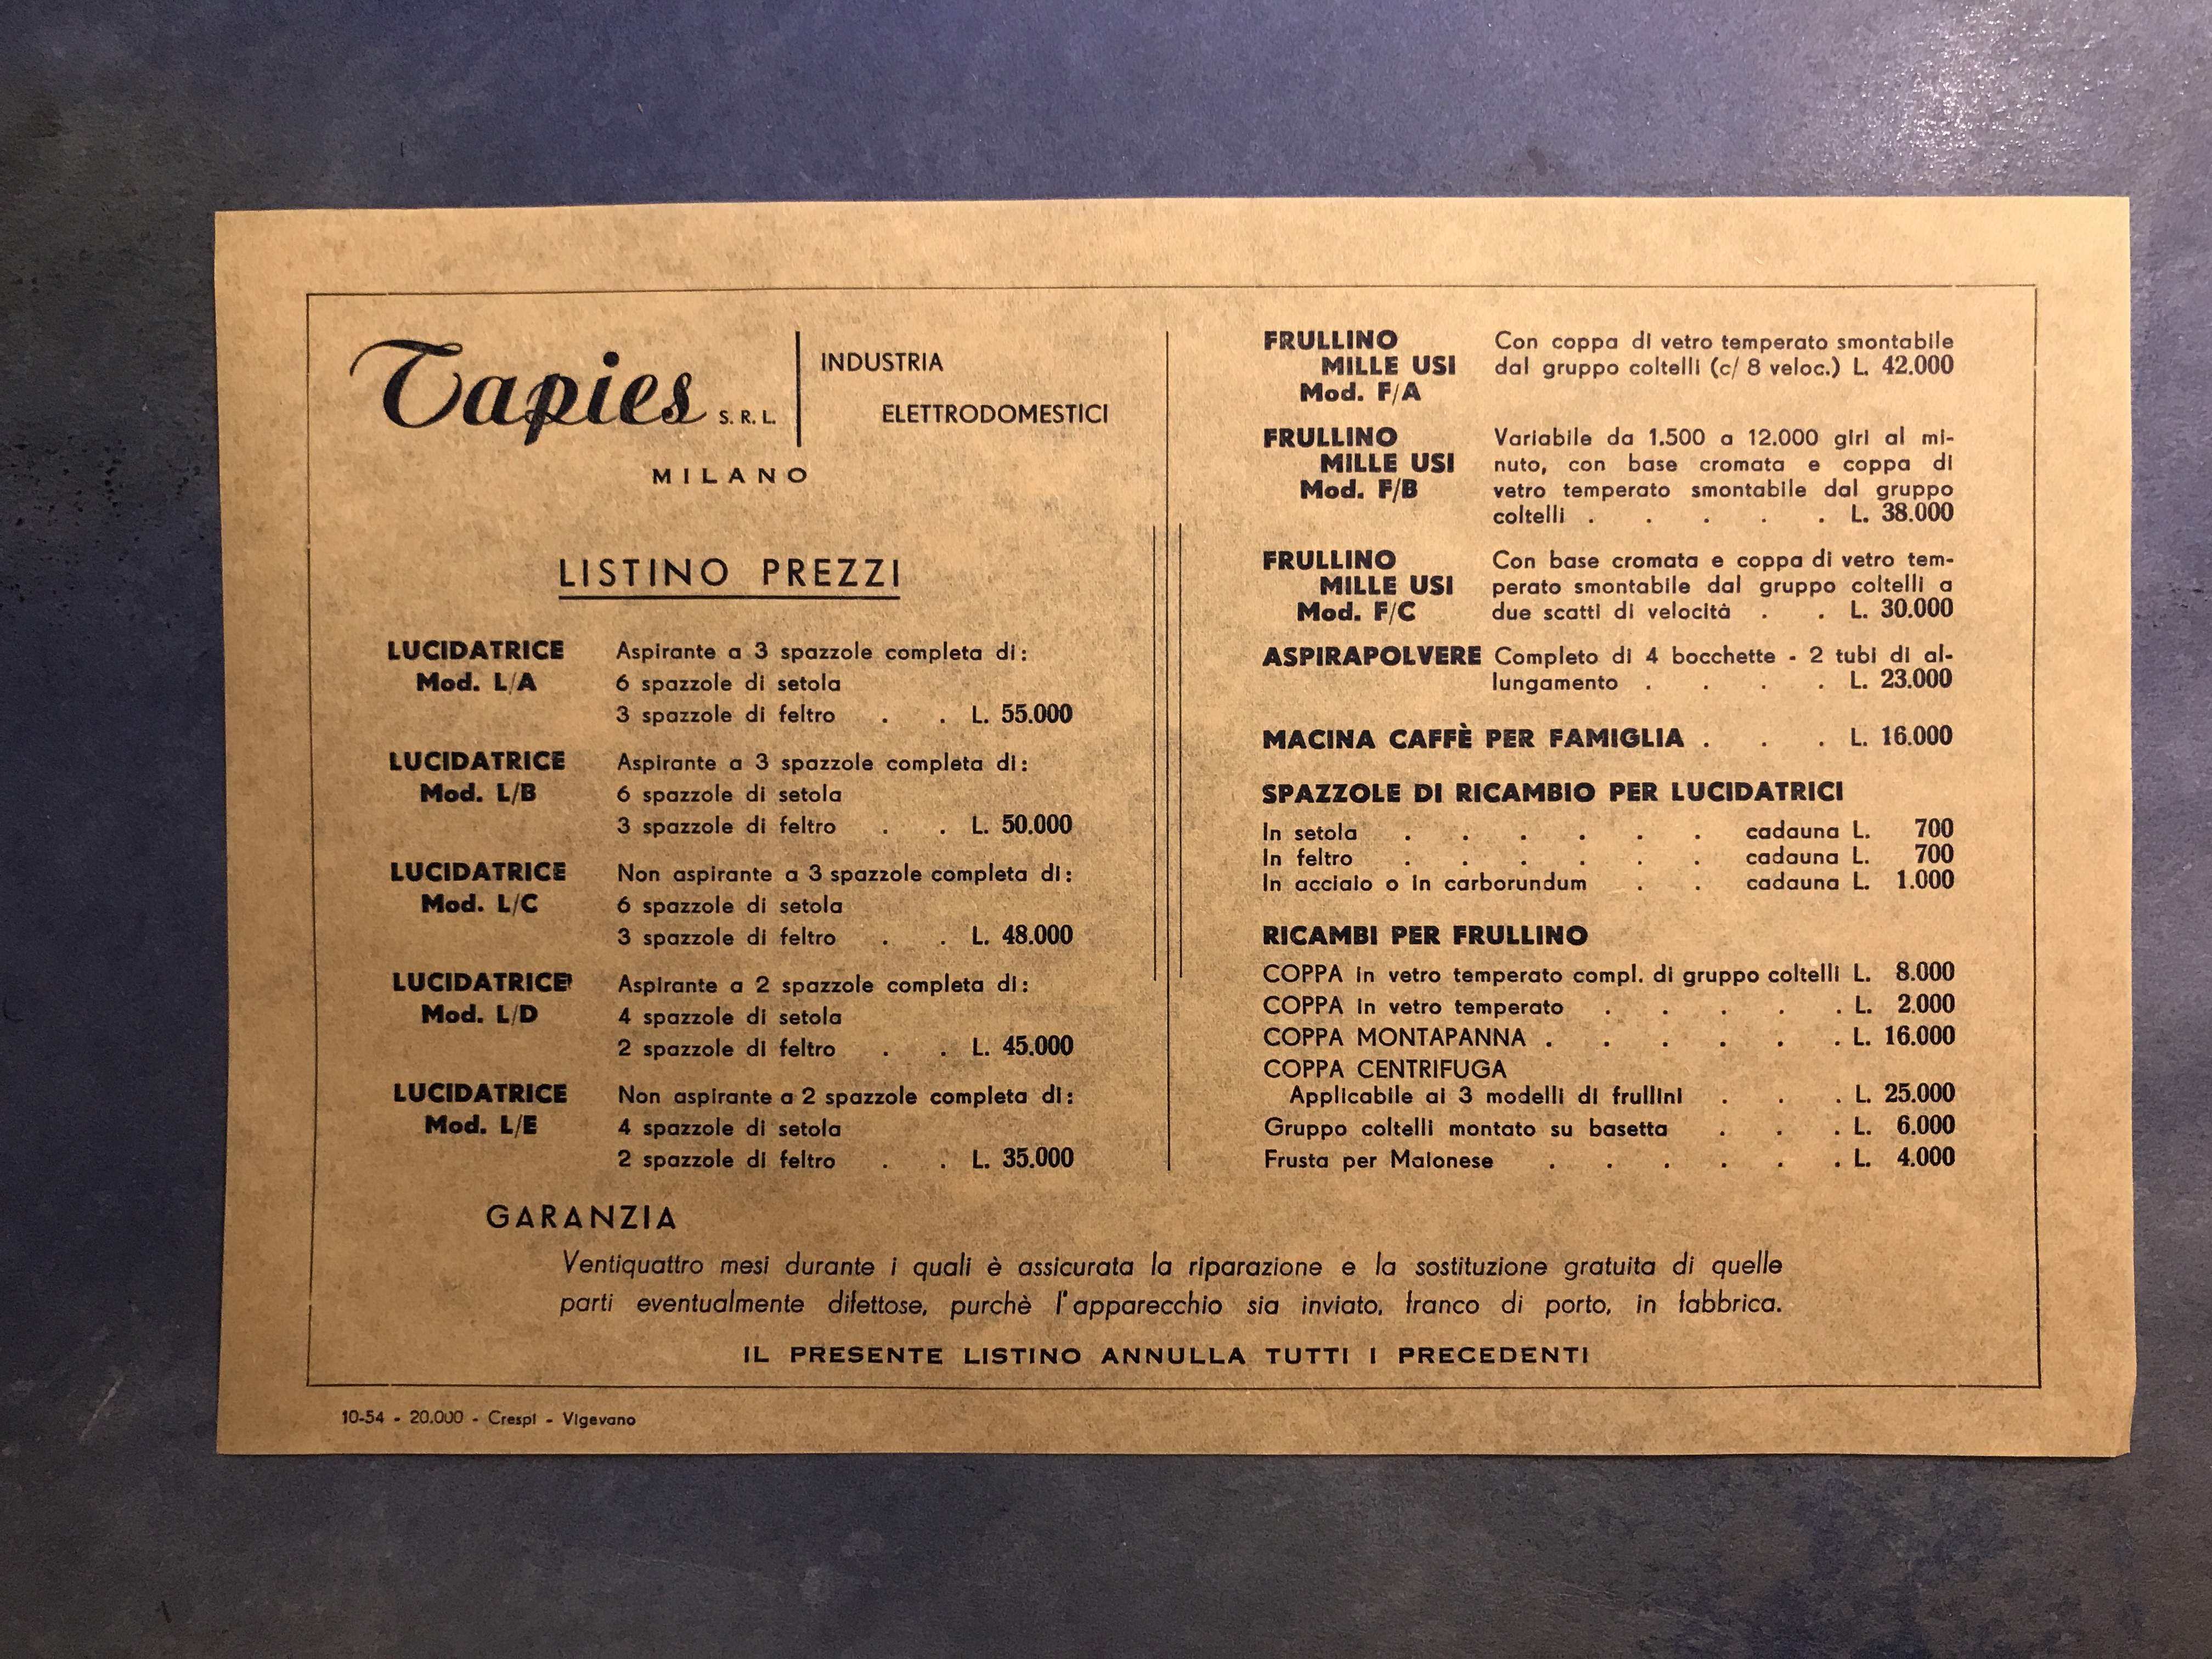 Tapies S. R. L.
INDUSTRIA
ELETTRODOMESTICI
MILANO
LISTINO PREZZI
LUCIDATRICE Aspirante a 3 spazzole completa di:
Mod. L/A 6 spazzole di setola
3 spazzole di feltro . . L. 55.000
LUCIDATRICE Aspirante a 3 spazzole completa di:
Mod. L/B 6 spazzole di setola
3 spazzole di feltro . . L. 50.000
LUCIDATRICE Non aspirante a 3 spazzole completa di:
Mod. L/C 6 spazzole di setola
3 spazzole di feltro . . L. 48.000
LUCIDATRICE Aspirante a 2 spazzole completa di:
Mod. L/D 4 spazzole di setola
2 spazzole di feltro . . L. 45.000
LUCIDATRICE Non aspirante a 2 spazzole completa di:
Mod. L/E 4 spazzole di setola
2 spazzole di feltro . . L. 35.000
FRULLINO Con coppa di vetro temperato smontabile
MILLE USI dal gruppo coltelli (c/ 8 veloc.) L. 42.000
Mod. F/A
FRULLINO Variabile da 1.500 a 12.000 giri al mi-
MILLE USI nuto, con base cromata e coppa di
Mod. F/B vetro temperato smontabile dal gruppo
coltelli . . . . . L. 38.000
FRULLINO Con base cromata e coppa di vetro tem-
MILLE USI perato smontabile dal gruppo coltelli a
Mod. F/C due scatti di velocità . . L. 30.000
ASPIRAPOLVERE Completo di 4 bocchette - 2 tubi di al-
lungamento . . . . L. 23.000
MACINA CAFFÈ PER FAMIGLIA . . . L. 16.000
SPAZZOLE DI RICAMBIO PER LUCIDATRICI
In setola . . . . . . cadauna L. 700
In feltro . . . . . . cadauna L. 700
In acciaio o in carborundum . . cadauna L. 1.000
RICAMBI PER FRULLINO
COPPA in vetro temperato compl. di gruppo coltelli L. 8.000
COPPA in vetro temperato . . . . . L. 2.000
COPPA MONTAPANNA . . . . . . L. 16.000
COPPA CENTRIFUGA
Applicabile ai 3 modelli di frullini . . . L. 25.000
Gruppo coltelli montato su basetta . . . L. 6.000
Frusta per Maionese . . . . . . L. 4.000
GARANZIA
Ventiquattro mesi durante i quali è assicurata la riparazione e la sostituzione gratuita di quelle
parti eventualmente difettose, purchè l'apparecchio sia inviato, franco di porto, in fabbrica.
IL PRESENTE LISTINO ANNULLA TUTTI I PRECEDENTI
10-54 - 20.000 - Crespi - Vigevano